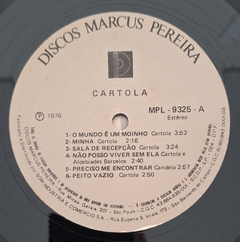 DISCOS MARCUS PEREIRA
CARTOLA
MPL - 9325 - A
Estéreo
Ⓟ 1976
1-O MUNDO É UM MOINHO Cartola 3:53
2-MINHA Cartola 2:16
3-SALA DE RECEPÇÃO Cartola 3:24
4-NÃO POSSO VIVER SEM ELA Cartola e
Alcebíades Barcelos 2:40
5-PRECISO ME ENCONTRAR Candeia 2:57
6-PEITO VAZIO Cartola 2:50